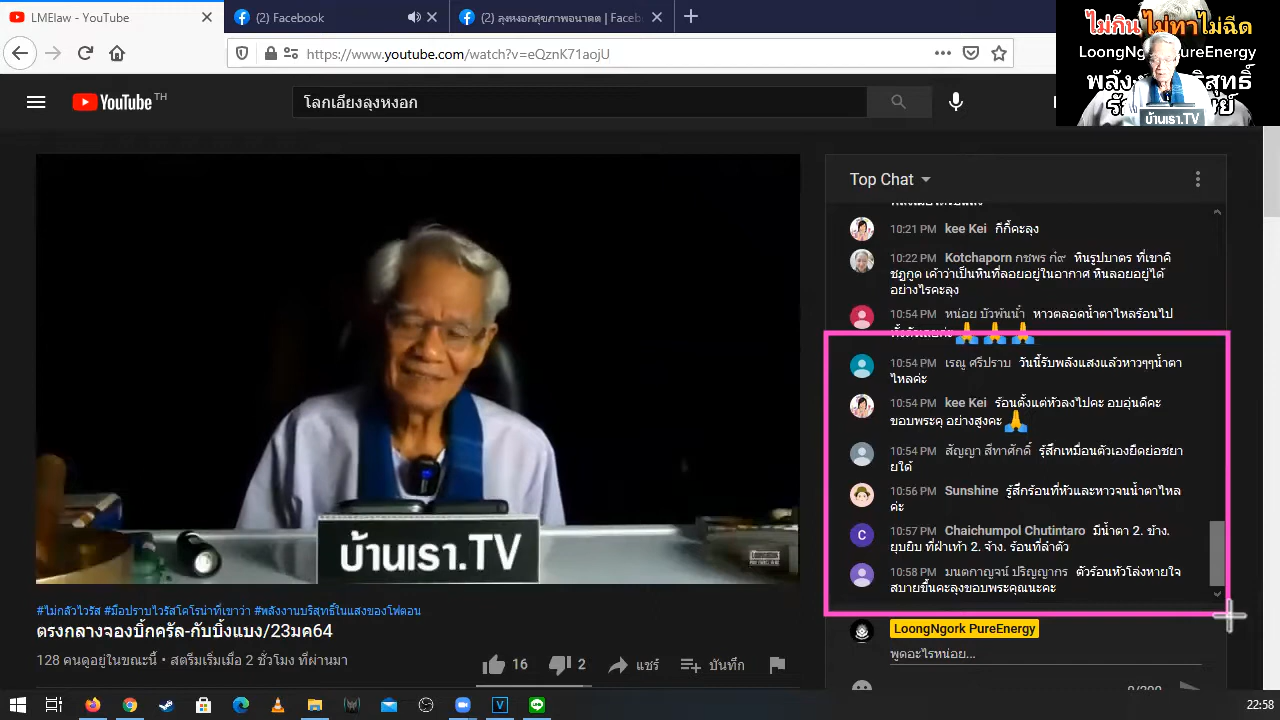 LMElaw - YouTube
(2) Facebook
(2) ลุงหงอกสุขภาพอนาคต | Faceb
https://www.youtube.com/watch?v=eQznK71aojU
ไม่กิน ไม่ทาไม่ฉีด
LoongNgork PureEnergy
บ้านเรา.TV
YouTube TH
โลกเอียงลุงหงอก
Top Chat
10:21 PM kee Kei กีกี้คะลุง
10:22 PM Kotchaporn กชพร ก๋๙ หินรูปบาตร ที่เขาคิ
ชฏกูด เค้าว่าเป็นหินที่ลอยอยู่ในอากาศ หินลอยอยู่ได้
อย่างไรคะลุง
10:54 PM หน่อย บัวพันน้ำ หาวตลอดน้ำตาไหลร้อนไป
ทั้งตัวเลยค่ะ 🙏 🙏 🙏
10:54 PM เรณู ศรีปราบ วันนี้รับพลังแสงแล้วหาวๆๆน้ำตา
ไหลค่ะ
10:54 PM kee Kei ร้อนตั้งแต่หัวลงไปคะ อบอุ่นดีคะ
ขอบพระคุ อย่างสูงคะ 🙏
10:54 PM สัญญา สีทาศักดิ์ รู้สึกเหมือนตัวเองยืดย่อขยา
ยใด้
10:56 PM Sunshine รู้สึกร้อนที่หัวและหาวจนน้ำตาไหล
ค่ะ
10:57 PM Chaichumpol Chutintaro มีน้ำตา 2. ข้าง.
ยุบยิบ ที่ฝ่าเท้า 2. จ้าง. ร้อนที่ลำตัว
10:58 PM มนตกาญจน์ ปริญญากร ตัวร้อนหัวโล่งหายใจ
สบายขึ้นคะลุงขอบพระคุณนะคะ
LoongNgork PureEnergy
พูดอะไรหน่อย...
0/200
บ้านเรา.TV
#ไม่กลัวไวรัส #มือปราบไวรัสโคโรน่าที่เขาว่า #พลังงานบริสุทธิ์ในแสงของโฟตอน
ตรงกลางจองบิ้กครัล-กับบิ้งแบง/23มค64
128 คนดูอยู่ในขณะนี้ • สตรีมเริ่มเมื่อ 2 ชั่วโมง ที่ผ่านมา
16
2
แชร์
บันทึก
22:58